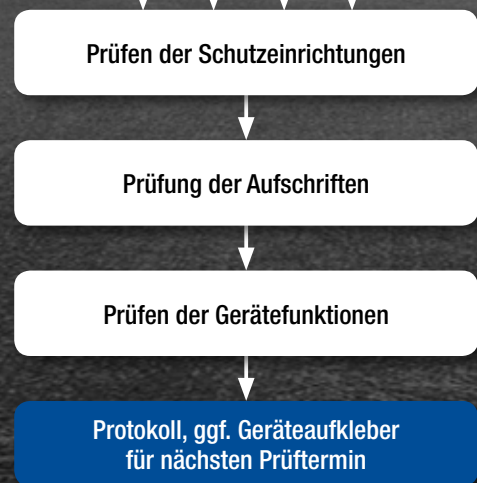 Prüfen der Schutzeinrichtungen
Prüfung der Aufschriften
Prüfen der Gerätefunktionen
Protokoll, ggf. Geräteaufkleber
für nächsten Prüftermin